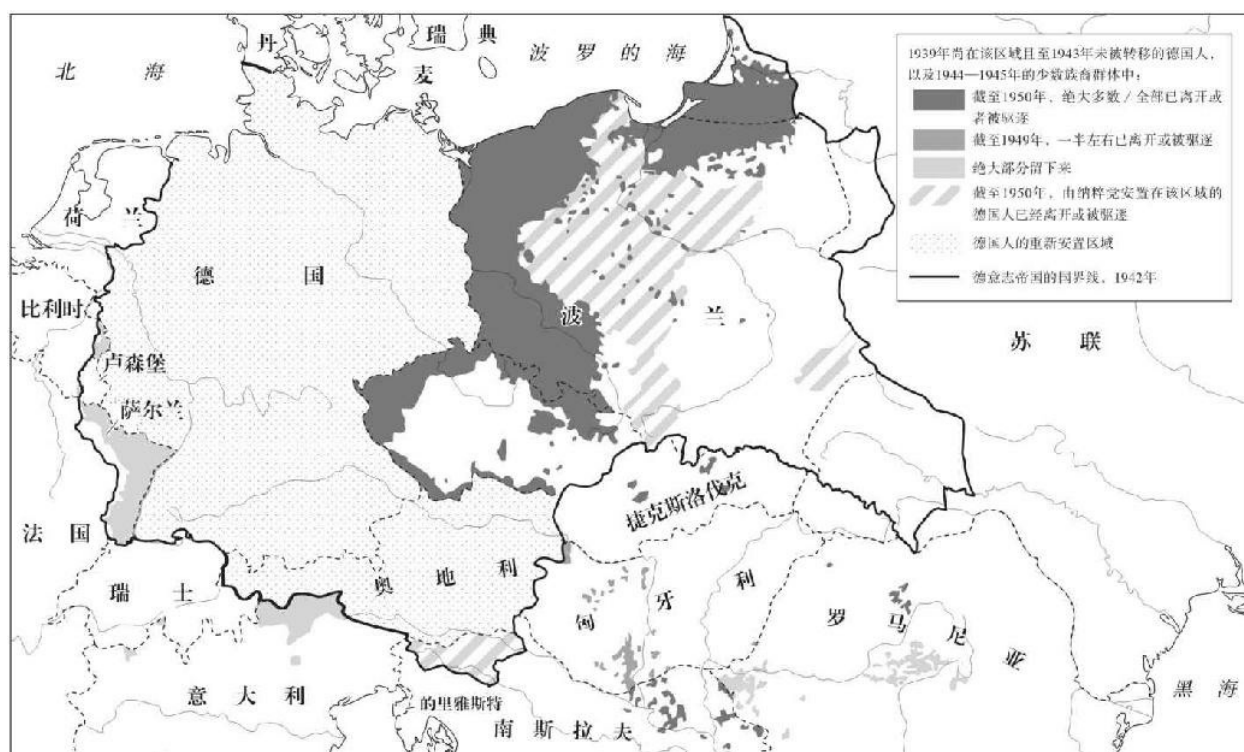 北 海
丹
麦
瑞 典
波 罗 的 海
1939年尚在该区域且至1943年未被转移的德国人，
以及1944—1945年的少数族裔群体中：
截至1950年，绝大多数／全部已离开或
者被驱逐
截至1949年，一半左右已离开或被驱逐
绝大部分留下来
截至1950年，由纳粹党安置在该区域的
德国人已经离开或被驱逐
德国人的重新安置区域
德意志帝国的国界线，1942年
荷 兰
德 国
比利时
卢森堡
萨尔兰
波 兰
苏 联
法 国
捷克斯洛伐克
瑞 士
奥 地 利
匈 牙 利
罗 马 尼 亚
意 大 利
的里雅斯特
南 斯 拉 夫
黑 海